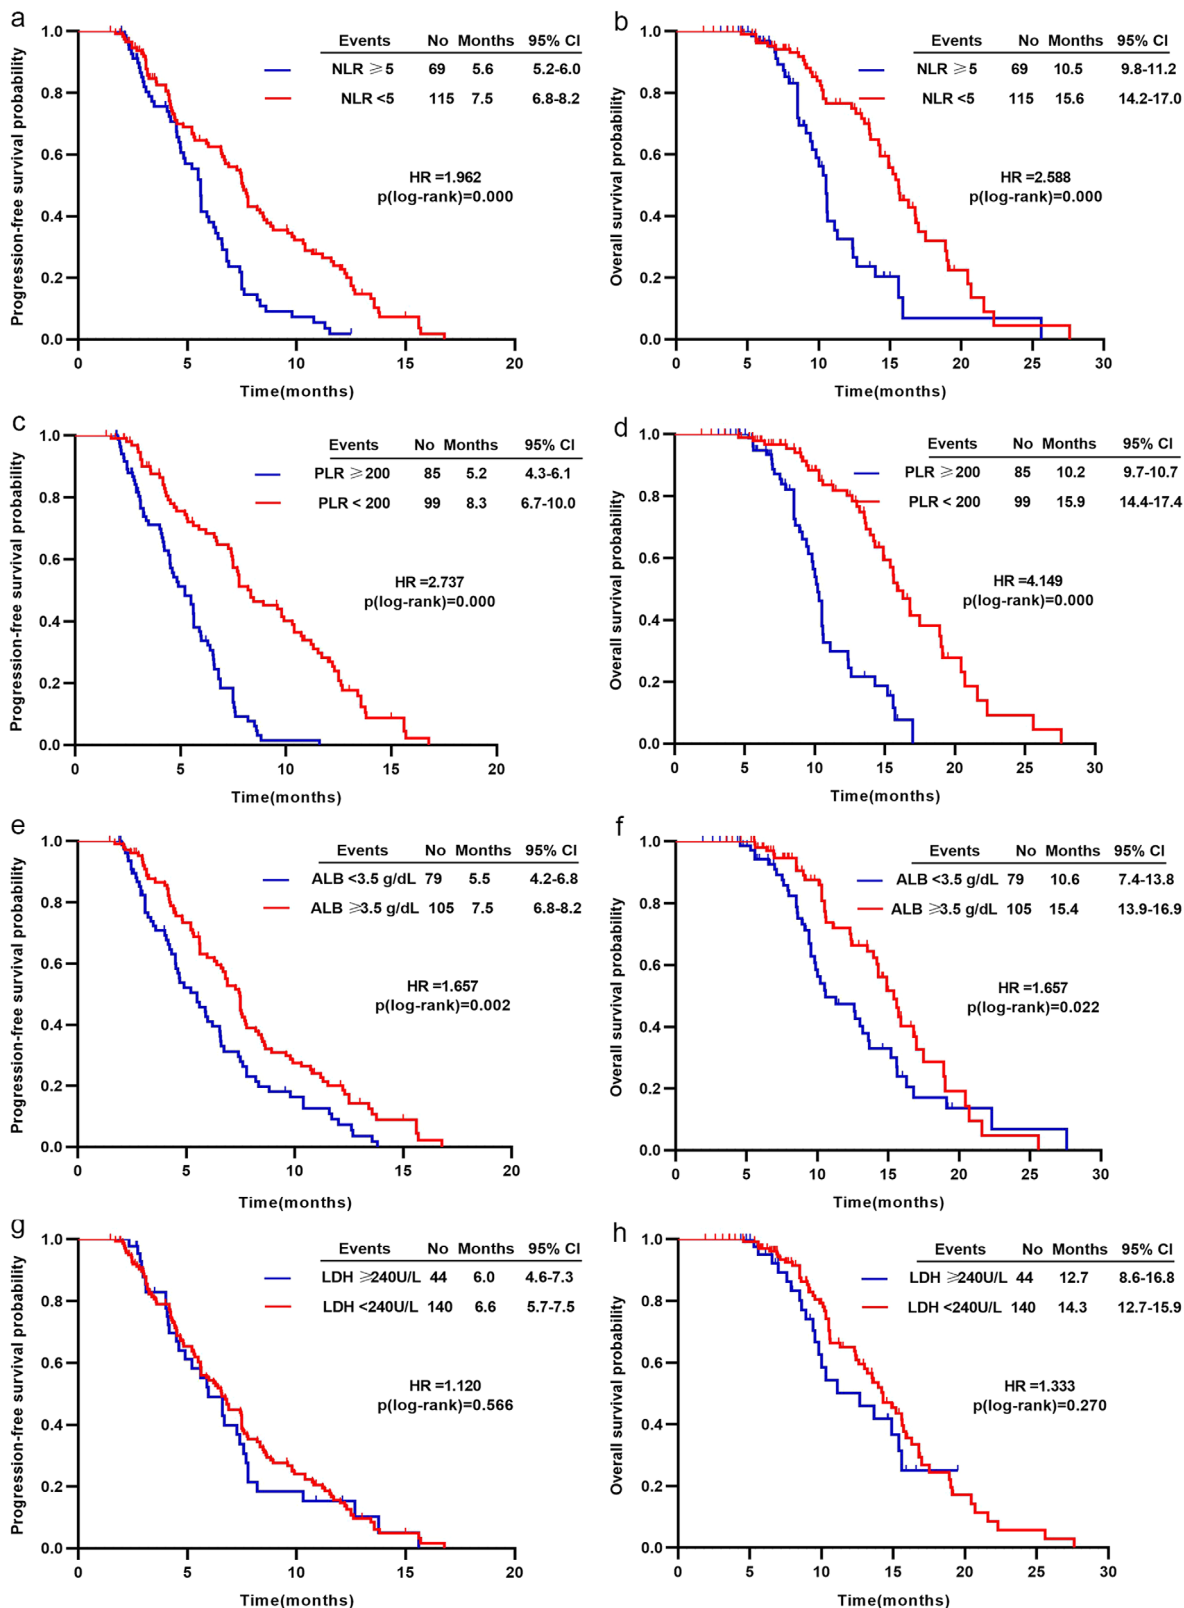 a
Events No Months 95% CI
NLR ⩾5 69 5.6 5.2-6.0
NLR <5 115 7.5 6.8-8.2
HR =1.962
p(log-rank)=0.000
Progression-free survival probability
1.0
0.8
0.6
0.4
0.2
0.0
0 5 10 15 20
Time(months)
b
Events No Months 95% CI
NLR ⩾5 69 10.5 9.8-11.2
NLR <5 115 15.6 14.2-17.0
HR =2.588
p(log-rank)=0.000
Overall survival probability
1.0
0.8
0.6
0.4
0.2
0.0
0 5 10 15 20 25 30
Time(months)
c
Events No Months 95% CI
PLR ⩾200 85 5.2 4.3-6.1
PLR < 200 99 8.3 6.7-10.0
HR =2.737
p(log-rank)=0.000
Progression-free survival probability
1.0
0.8
0.6
0.4
0.2
0.0
0 5 10 15 20
Time(months)
d
Events No Months 95% CI
PLR ⩾200 85 10.2 9.7-10.7
PLR < 200 99 15.9 14.4-17.4
HR =4.149
p(log-rank)=0.000
Overall survival probability
1.0
0.8
0.6
0.4
0.2
0.0
0 5 10 15 20 25 30
Time(months)
e
Events No Months 95% CI
ALB <3.5 g/dL 79 5.5 4.2-6.8
ALB ⩾3.5 g/dL 105 7.5 6.8-8.2
HR =1.657
p(log-rank)=0.002
Progression-free survival probability
1.0
0.8
0.6
0.4
0.2
0.0
0 5 10 15 20
Time(months)
f
Events No Months 95% CI
ALB <3.5 g/dL 79 10.6 7.4-13.8
ALB ⩾3.5 g/dL 105 15.4 13.9-16.9
HR =1.657
p(log-rank)=0.022
Overall survival probability
1.0
0.8
0.6
0.4
0.2
0.0
0 5 10 15 20 25 30
Time(months)
g
Events No Months 95% CI
LDH ⩾240U/L 44 6.0 4.6-7.3
LDH <240U/L 140 6.6 5.7-7.5
HR =1.120
p(log-rank)=0.566
Progression-free survival probability
1.0
0.8
0.6
0.4
0.2
0.0
0 5 10 15 20
Time(months)
h
Events No Months 95% CI
LDH ⩾240U/L 44 12.7 8.6-16.8
LDH <240U/L 140 14.3 12.7-15.9
HR =1.333
p(log-rank)=0.270
Overall survival probability
1.0
0.8
0.6
0.4
0.2
0.0
0 5 10 15 20 25 30
Time(months)